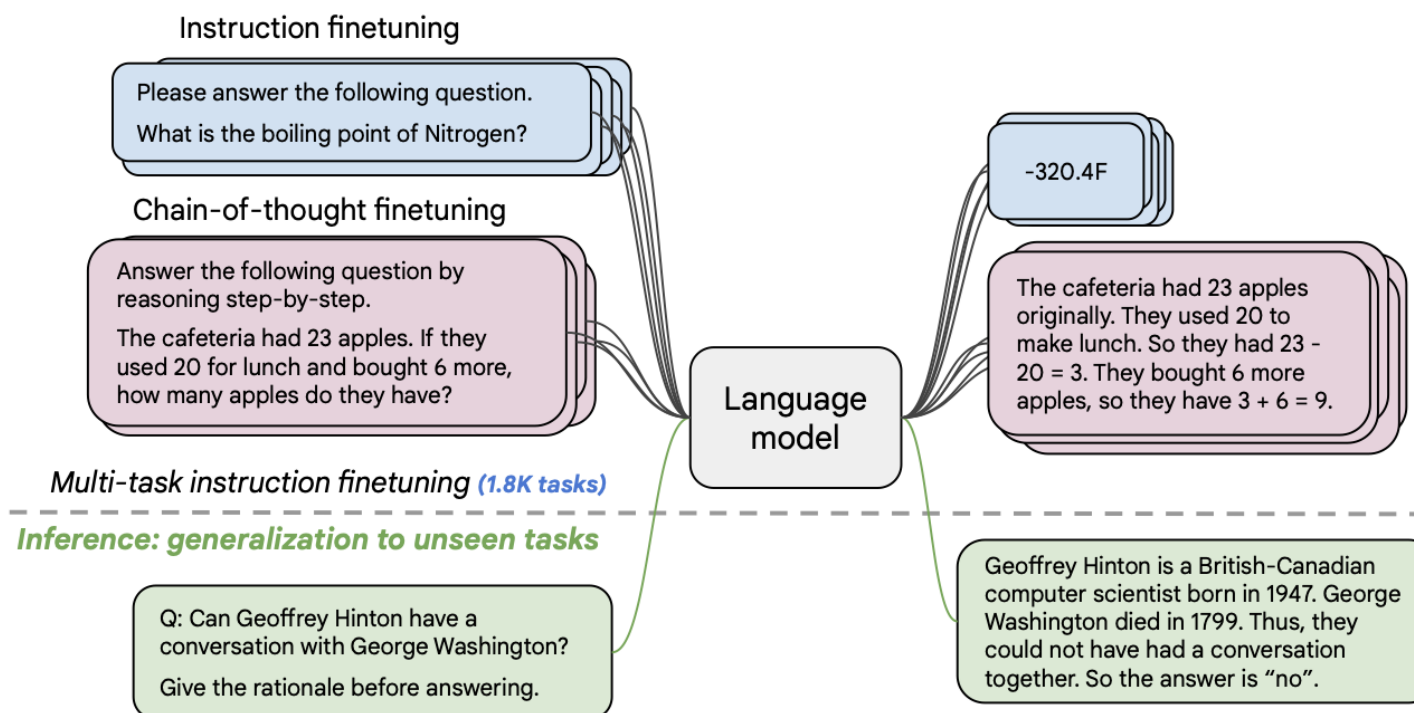 Instruction finetuning
Please answer the following question.
What is the boiling point of Nitrogen?
-320.4F
Chain-of-thought finetuning
Answer the following question by
reasoning step-by-step.
The cafeteria had 23 apples. If they
used 20 for lunch and bought 6 more,
how many apples do they have?
Language
model
The cafeteria had 23 apples
originally. They used 20 to
make lunch. So they had 23 -
20 = 3. They bought 6 more
apples, so they have 3 + 6 = 9.
Multi-task instruction finetuning (1.8K tasks)
Inference: generalization to unseen tasks
Q: Can Geoffrey Hinton have a
conversation with George Washington?
Give the rationale before answering.
Geoffrey Hinton is a British-Canadian
computer scientist born in 1947. George
Washington died in 1799. Thus, they
could not have had a conversation
together. So the answer is “no”.